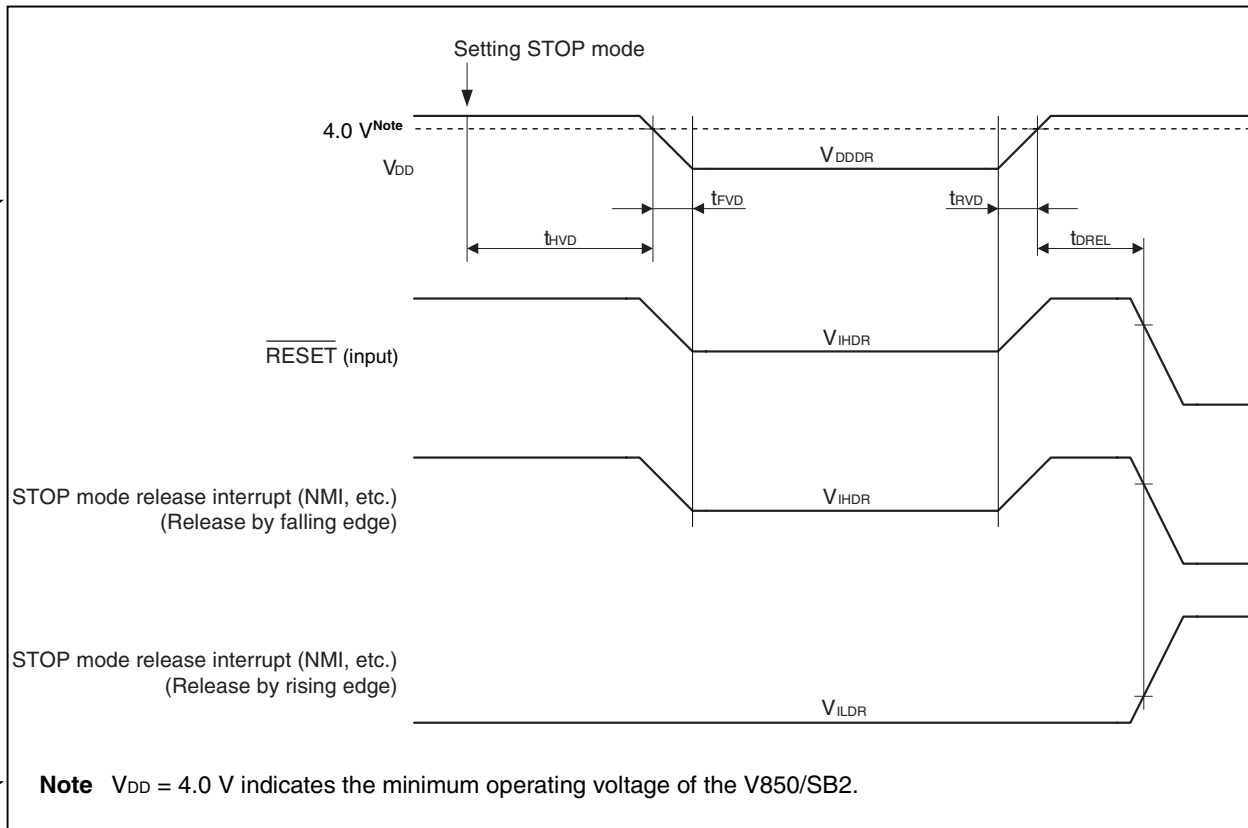 Setting STOP mode
4.0 VNote
VDD
VDDDR
tFVD
tRVD
tHVD
tDREL
RESET (input)
VIHDR
STOP mode release interrupt (NMI, etc.)
(Release by falling edge)
VIHDR
STOP mode release interrupt (NMI, etc.)
(Release by rising edge)
VILDR
Note VDD = 4.0 V indicates the minimum operating voltage of the V850/SB2.